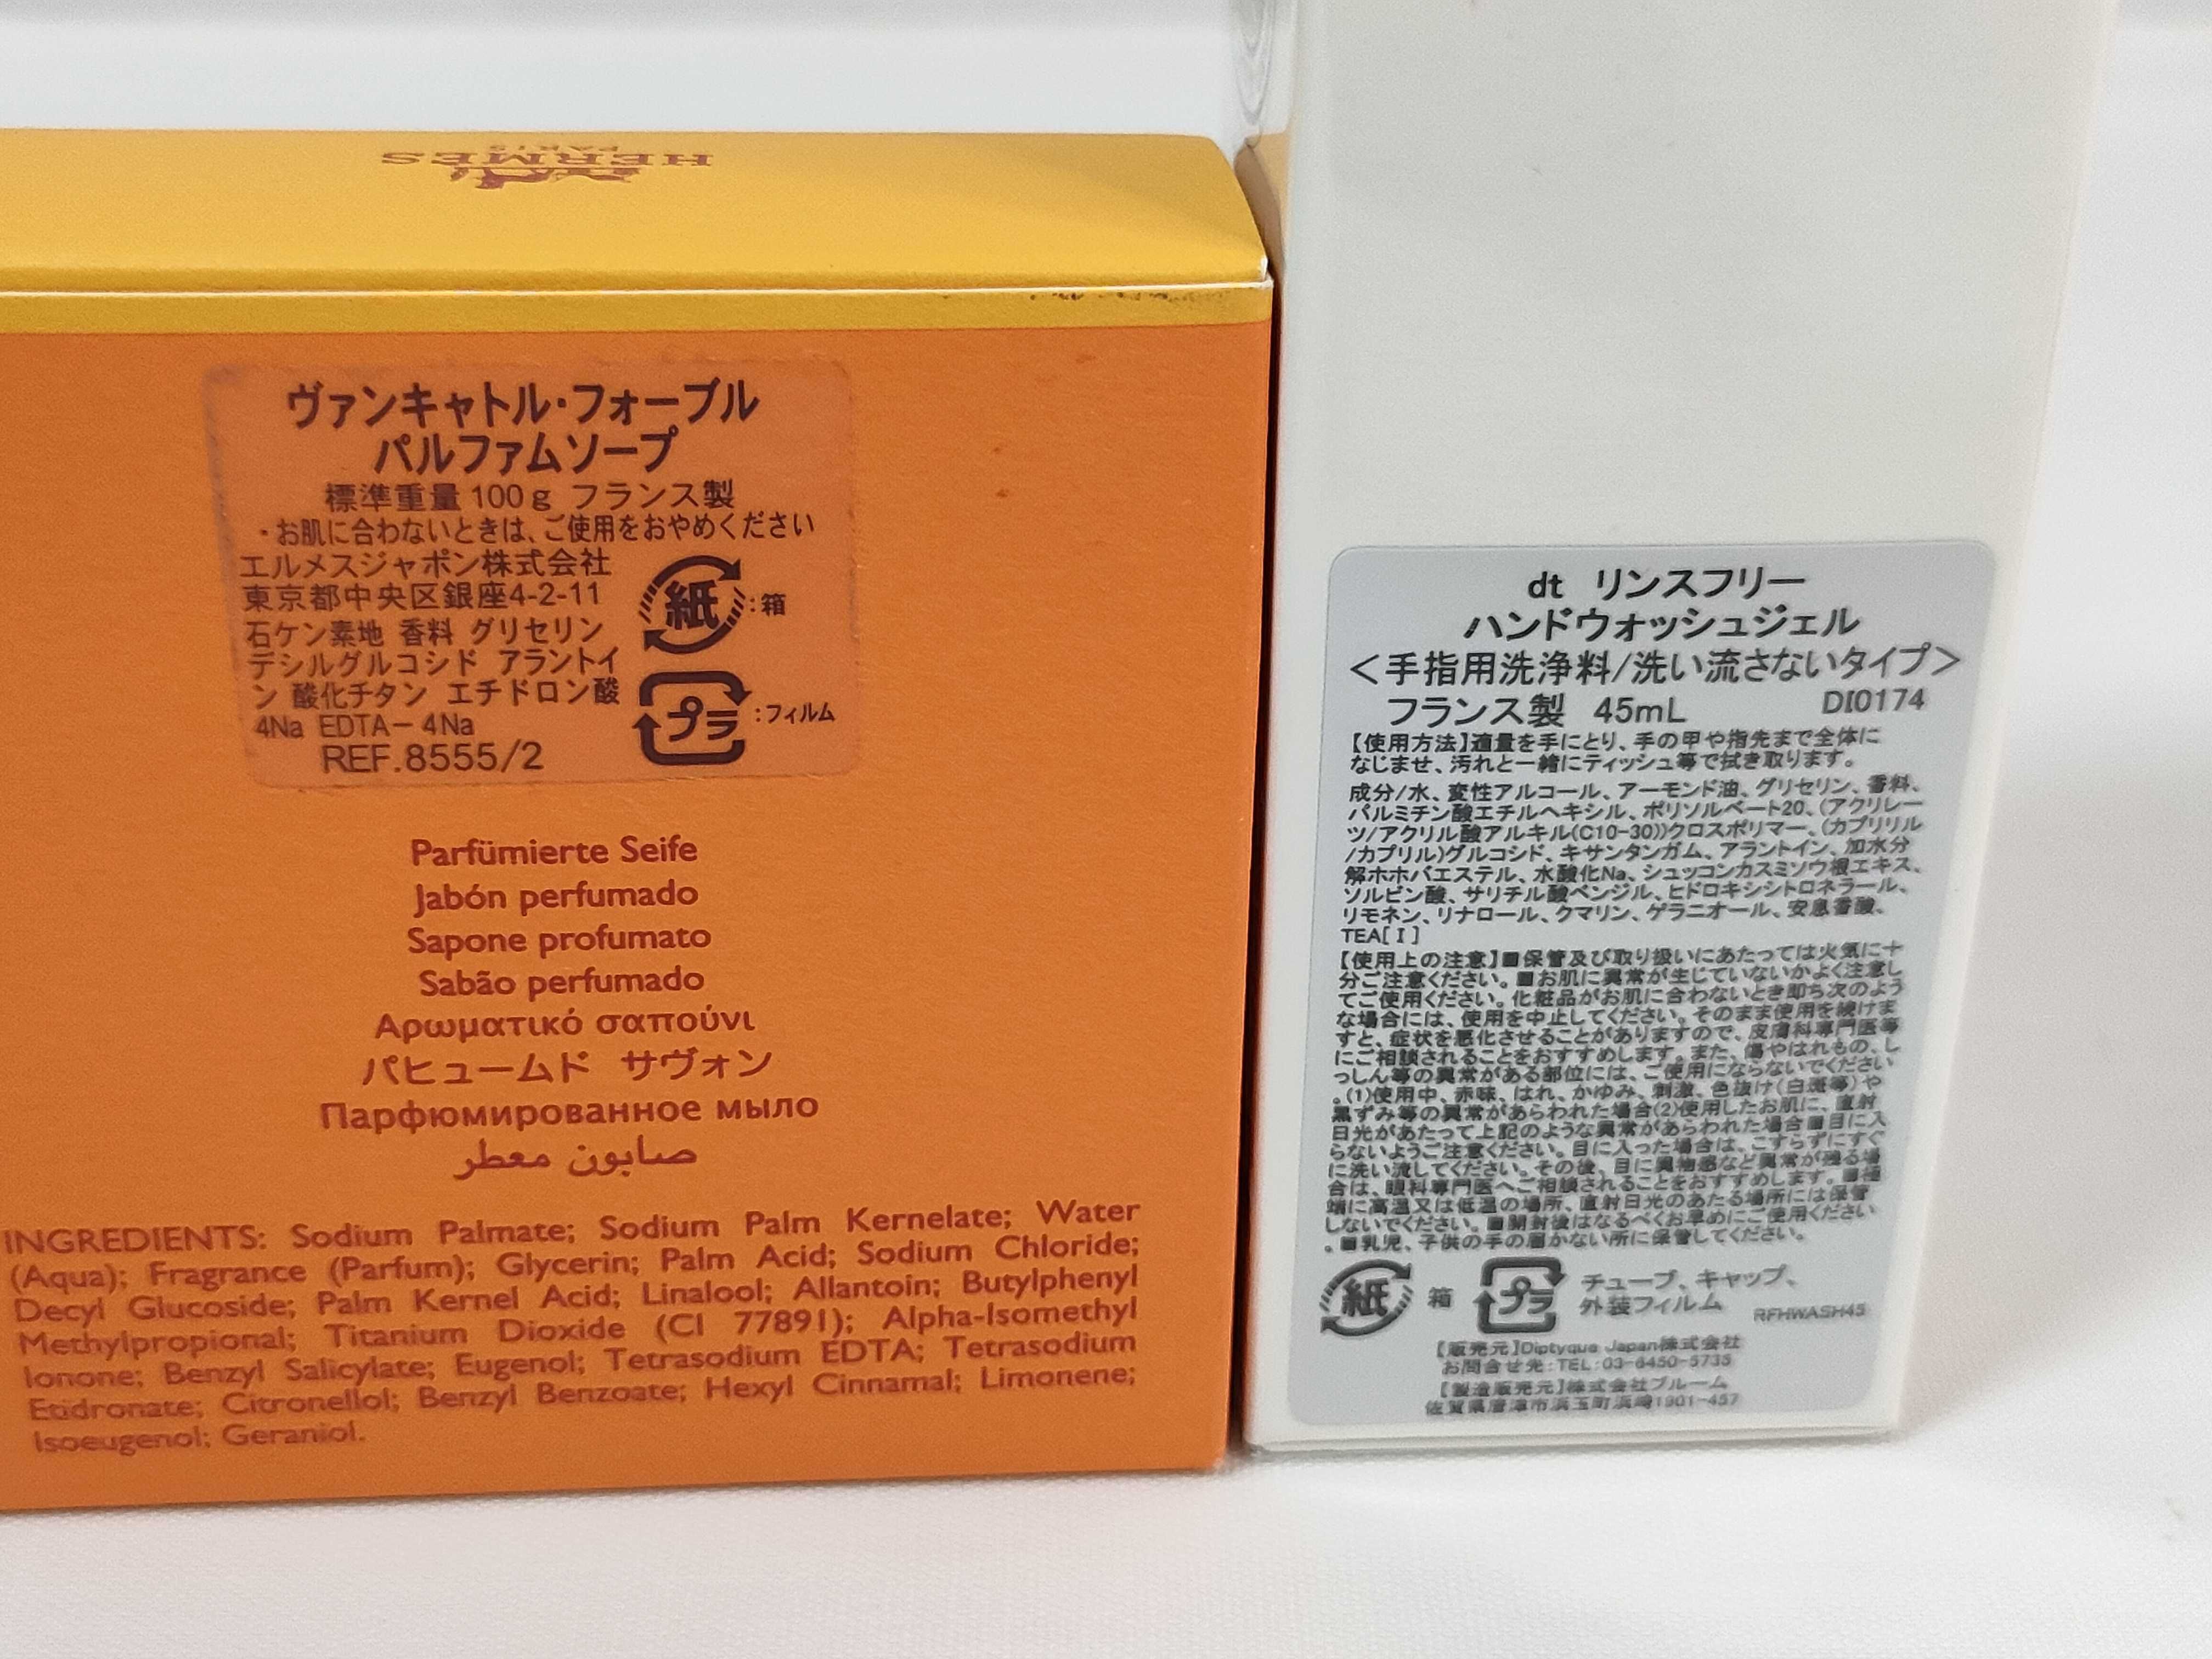 HERMES
PARIS
ヴァンキャトル・フォーブル
パルファムソープ
標準重量 100g フランス製
・お肌に合わないときは、ご使用をおやめください
エルメスジャポン株式会社
東京都中央区銀座4-2-11
石ケン素地 香料 グリセリン
デシルグルコシド アラントイ
ン 酸化チタン エチドロン酸
4Na EDTA－4Na
REF.8555/2
紙:箱
プラ:フィルム
Parfümierte Seife
Jabón perfumado
Sapone profumato
Sabão perfumado
Αρωματικό σαπούνι
パヒュームド サヴォン
Парфюмированное мыло
صابون معطر
INGREDIENTS: Sodium Palmate; Sodium Palm Kernelate; Water
(Aqua); Fragrance (Parfum); Glycerin; Palm Acid; Sodium Chloride;
Decyl Glucoside; Palm Kernel Acid; Linalool; Allantoin; Butylphenyl
Methylpropional; Titanium Dioxide (CI 77891); Alpha-Isomethyl
Ionone; Benzyl Salicylate; Eugenol; Tetrasodium EDTA; Tetrasodium
Etidronate; Citronellol; Benzyl Benzoate; Hexyl Cinnamal; Limonene;
Isoeugenol; Geraniol.
dt リンスフリー
ハンドウォッシュジェル
＜手指用洗浄料/洗い流さないタイプ＞
フランス製 45mL DI0174
【使用方法】適量を手にとり、手の甲や指先まで全体に
なじませ、汚れと一緒にティッシュ等で拭き取ります。
成分/水、変性アルコール、アーモンド油、グリセリン、香料、
パルミチン酸エチルヘキシル、ポリソルベート20、(アクリレー
ツ/アクリル酸アルキル(C10-30))クロスポリマー、(カプリリル
/カプリル)グルコシド、キサンタンガム、アラントイン、加水分
解ホホバエステル、水酸化Na、シュッコンカスミソウ根エキス、
ソルビン酸、サリチル酸ベンジル、ヒドロキシシトロネラール、
リモネン、リナロール、クマリン、ゲラニオール、安息香酸、
TEA[I]
【使用上の注意】■保管及び取り扱いにあたっては火気に十
分ご注意ください。■お肌に異常が生じていないかよく注意し
てご使用ください。化粧品がお肌に合わないとき即ち次のよう
な場合には、使用を中止してください。そのまま使用を続けま
すと、症状を悪化させることがありますので、皮膚科専門医等
にご相談されることをおすすめします。また、傷やはれもの、し
っしん等の異常がある部位には、ご使用にならないでください
。(1)使用中、赤味、はれ、かゆみ、刺激、色抜け(白斑等)や
黒ずみ等の異常があらわれた場合(2)使用したお肌に、直射
日光があたって上記のような異常があらわれた場合■目に入
らないようご注意ください。目に入った場合は、こすらずにすぐ
に洗い流してください。その後、目に異物感など異常が残る場
合は、眼科専門医へご相談されることをおすすめします。■極
端に高温又は低温の場所、直射日光のあたる場所には保管
しないでください。■開封後はなるべくお早めにご使用ください
。■乳児、子供の手の届かない所に保管してください。
紙 箱 プラ チューブ、キャップ、
外装フィルム RFHWASH45
【販売元】Diptyque Japan株式会社
お問合せ先:TEL:03-6450-5735
【製造販売元】株式会社ブルーム
佐賀県唐津市浜玉町浜崎1901-457